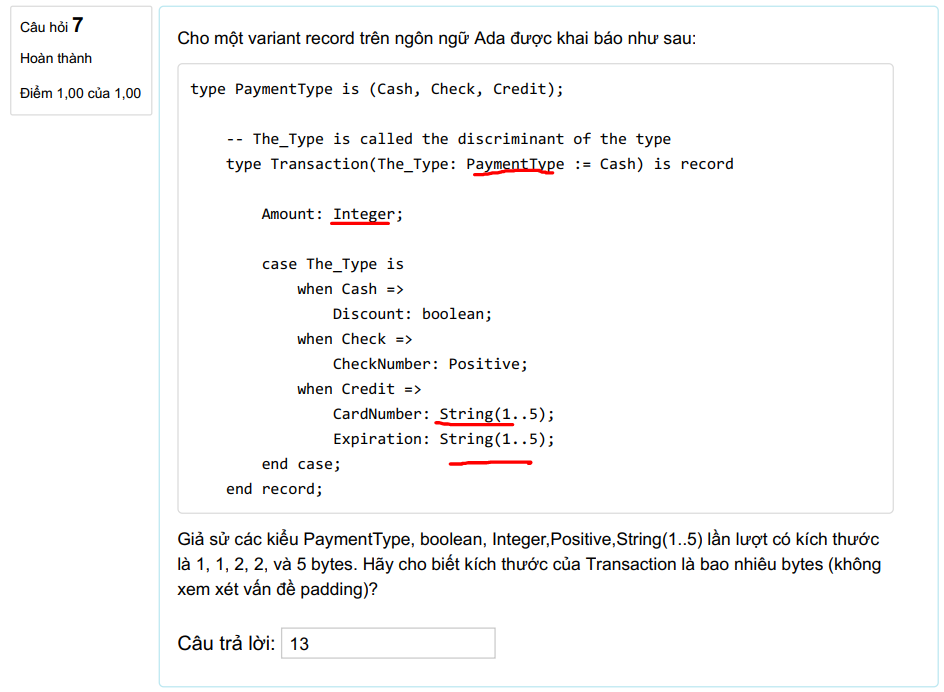 Câu hỏi 7
Hoàn thành
Điểm 1,00 của 1,00
Cho một variant record trên ngôn ngữ Ada được khai báo như sau:
type PaymentType is (Cash, Check, Credit);
-- The_Type is called the discriminant of the type
type Transaction(The_Type: PaymentType := Cash) is record
Amount: Integer;
case The_Type is
when Cash =>
Discount: boolean;
when Check =>
CheckNumber: Positive;
when Credit =>
CardNumber: String(1..5);
Expiration: String(1..5);
end case;
end record;
Giả sử các kiểu PaymentType, boolean, Integer,Positive,String(1..5) lần lượt có kích thước
là 1, 1, 2, 2, và 5 bytes. Hãy cho biết kích thước của Transaction là bao nhiêu bytes (không
xem xét vấn đề padding)?
Câu trả lời: 13